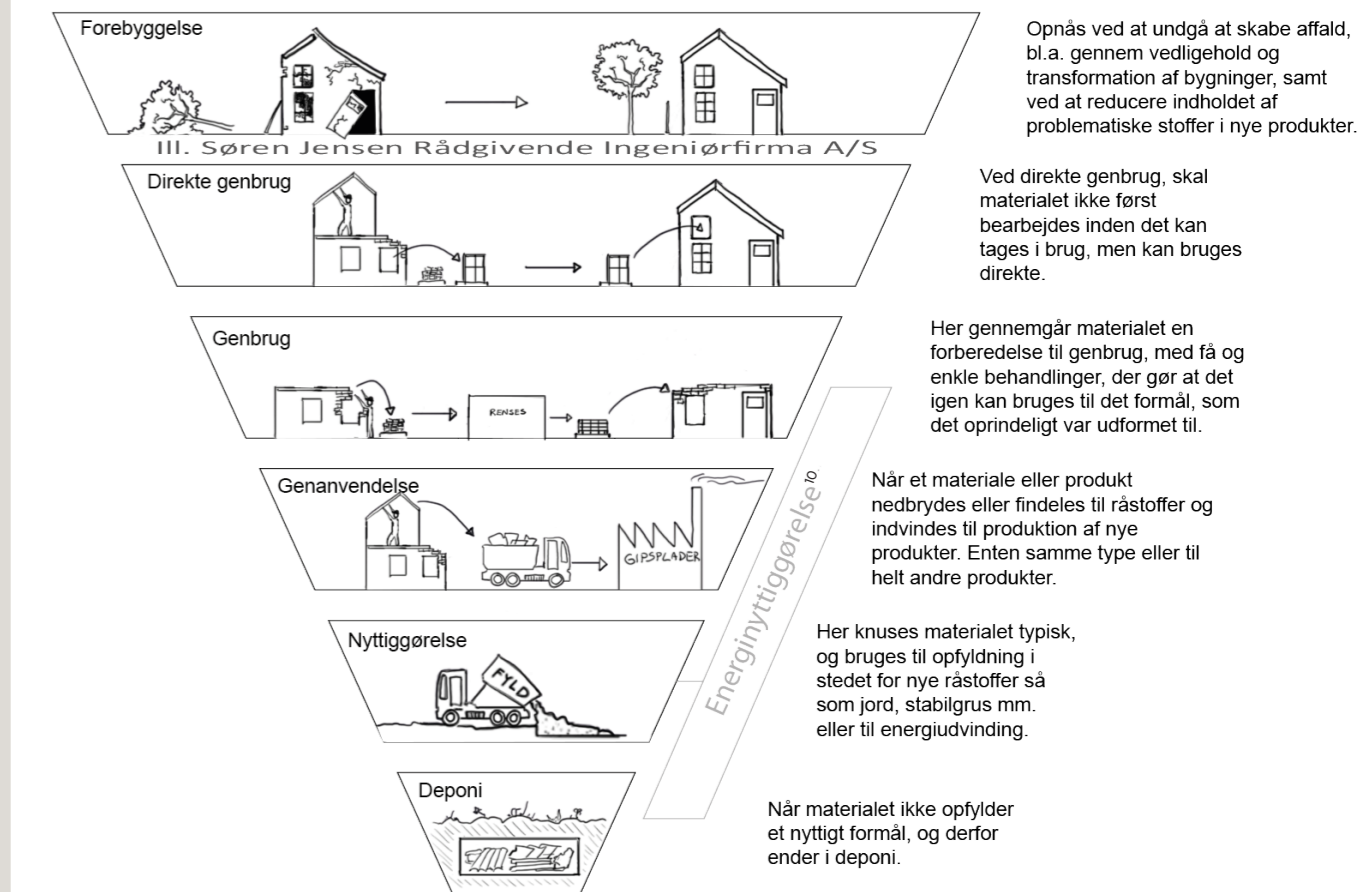 Forebyggelse
Opnås ved at undgå at skabe affald,
bl.a. gennem vedligehold og
transformation af bygninger, samt
ved at reducere indholdet af
problematiske stoffer i nye produkter.
Ill. Søren Jensen Rådgivende Ingeniørfirma A/S
Direkte genbrug
Ved direkte genbrug, skal
materialet ikke først
bearbejdes inden det kan
tages i brug, men kan bruges
direkte.
Genbrug
RENSES
Her gennemgår materialet en
forberedelse til genbrug, med få og
enkle behandlinger, der gør at det
igen kan bruges til det formål, som
det oprindeligt var udformet til.
Genanvendelse
GIPSPLADER
Når et materiale eller produkt
nedbrydes eller findeles til råstoffer og
indvindes til produktion af nye
produkter. Enten samme type eller til
helt andre produkter.
Energinyttiggørelse 10.
Nyttiggørelse
FYLD
Her knuses materialet typisk,
og bruges til opfyldning i
stedet for nye råstoffer så
som jord, stabilgrus mm.
eller til energiudvinding.
Deponi
Når materialet ikke opfylder
et nyttigt formål, og derfor
ender i deponi.